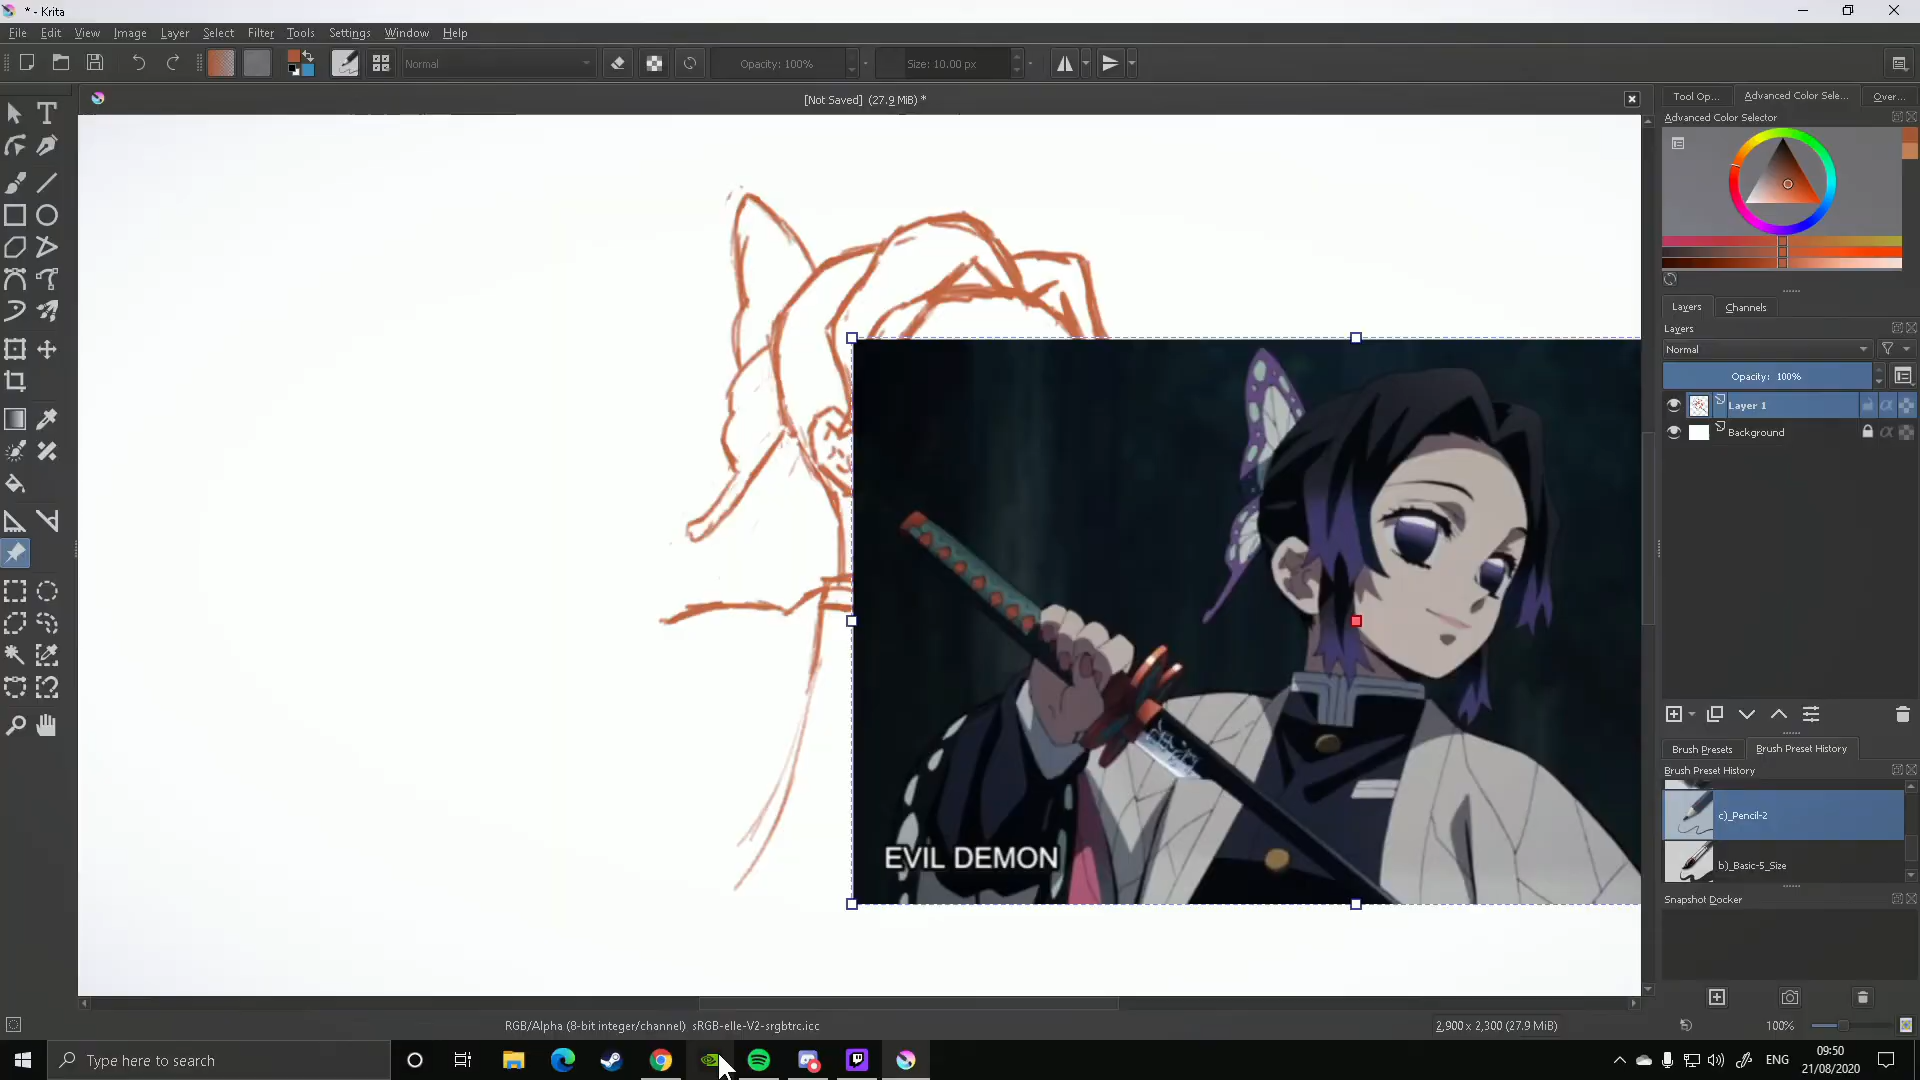 * - Krita
File Edit View Image Layer Select Filter Tools Settings Window Help
Normal
Opacity: 100%
Size: 10.00 px
[Not Saved] (27.9 MiB) *
Tool Op... Advanced Color Sele... Over...
Advanced Color Selector
Layers Channels
Layers
Normal
Opacity: 100%
Layer 1
Background
Brush Presets Brush Preset History
Brush Preset History
c)_Pencil-2
b)_Basic-5_Size
Snapshot Docker
EVIL DEMON
RGB/Alpha (8-bit integer/channel) sRGB-elle-V2-srgbtrc.icc
2,900 x 2,300 (27.9 MiB)
100%
Type here to search
ENG
09:50
21/08/2020